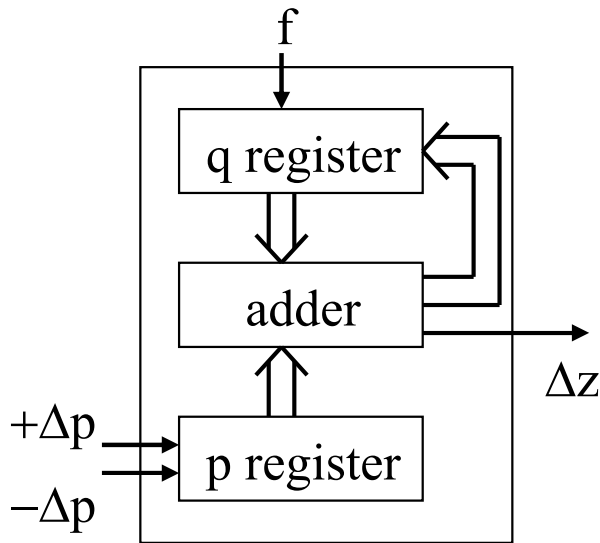 f
q register
adder
Δz
+Δp
p register
−Δp